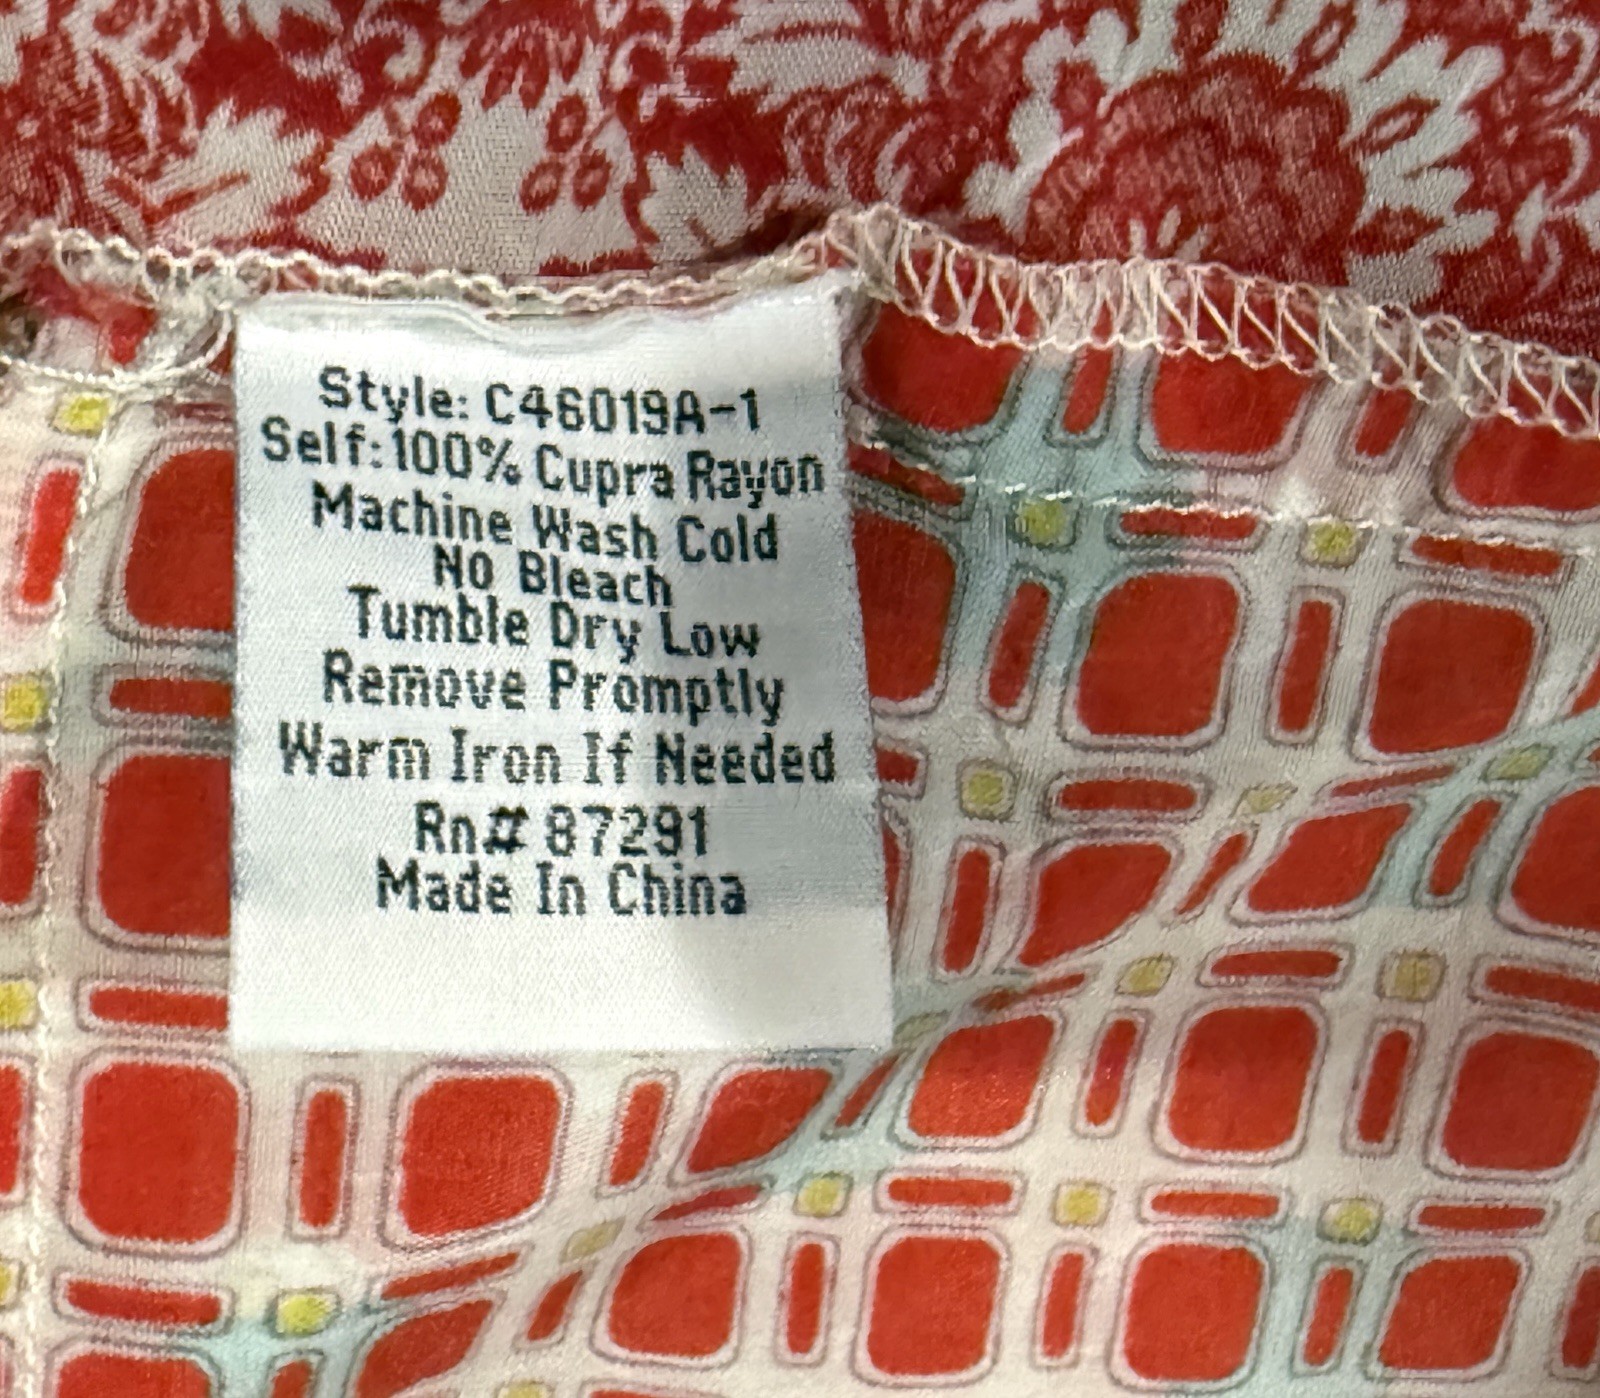 Style: C46019A-1
Self:100% Cupra Rayon
Machine Wash Cold
No Bleach
Tumble Dry Low
Remove Promptly
Warm Iron If Needed
Rn# 87291
Made In China